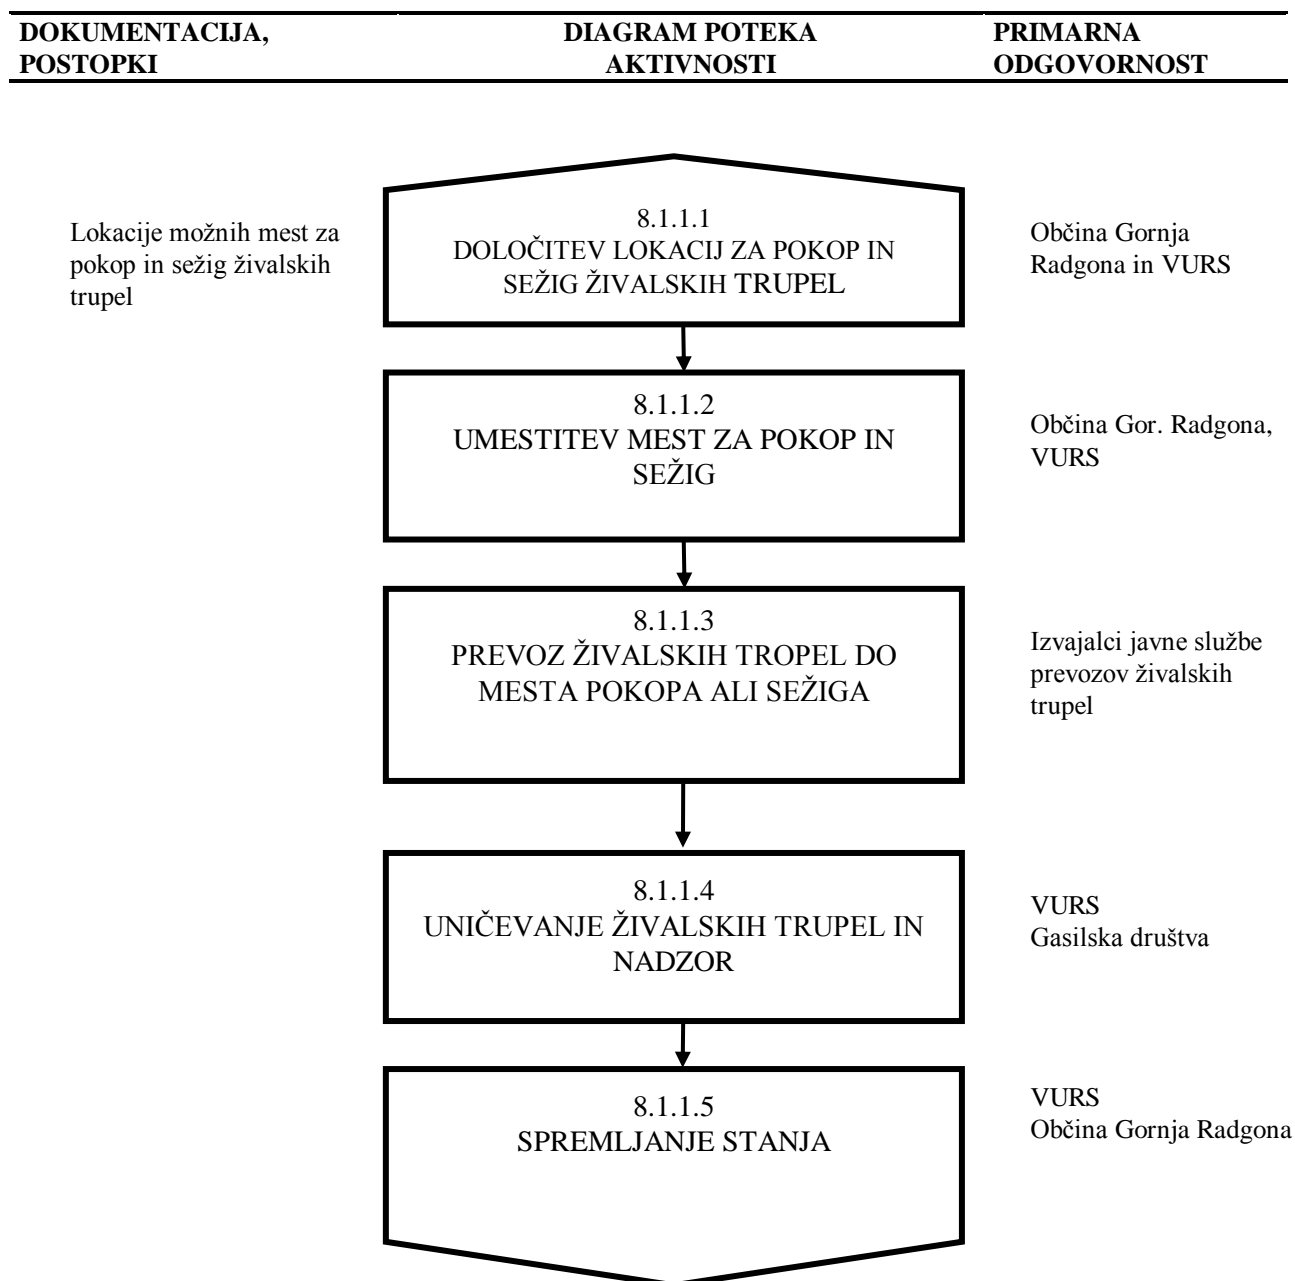 DOKUMENTACIJA,
POSTOPKI
DIAGRAM POTEKA
AKTIVNOSTI
PRIMARNA
ODGOVORNOST
Lokacije možnih mest za
pokop in sežig živalskih
trupel
8.1.1.1
DOLOČITEV LOKACIJ ZA POKOP IN
SEŽIG ŽIVALSKIH TRUPEL
Občina Gornja
Radgona in VURS
8.1.1.2
UMESTITEV MEST ZA POKOP IN
SEŽIG
Občina Gor. Radgona,
VURS
8.1.1.3
PREVOZ ŽIVALSKIH TROPEL DO
MESTA POKOPA ALI SEŽIGA
Izvajalci javne službe
prevozov živalskih
trupel
8.1.1.4
UNIČEVANJE ŽIVALSKIH TRUPEL IN
NADZOR
VURS
Gasilska društva
8.1.1.5
SPREMLJANJE STANJA
VURS
Občina Gornja Radgona